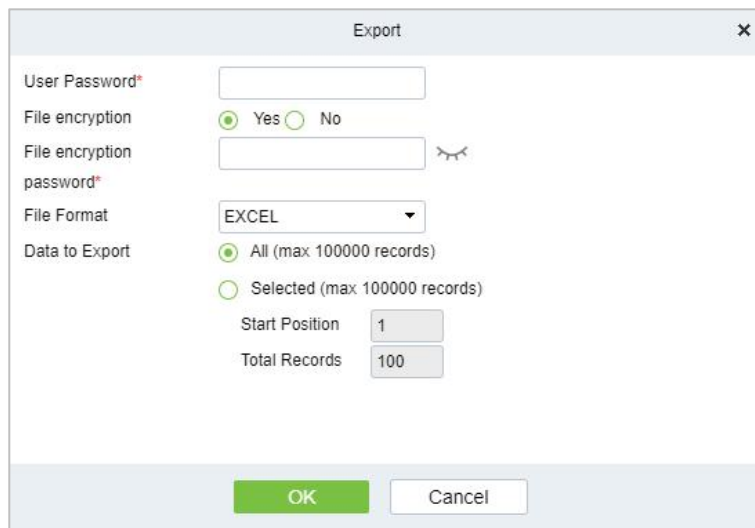 Export
User Password*
File encryption Yes No
File encryption
password*
File Format EXCEL
Data to Export All (max 100000 records)
Selected (max 100000 records)
Start Position 1
Total Records 100
OK Cancel